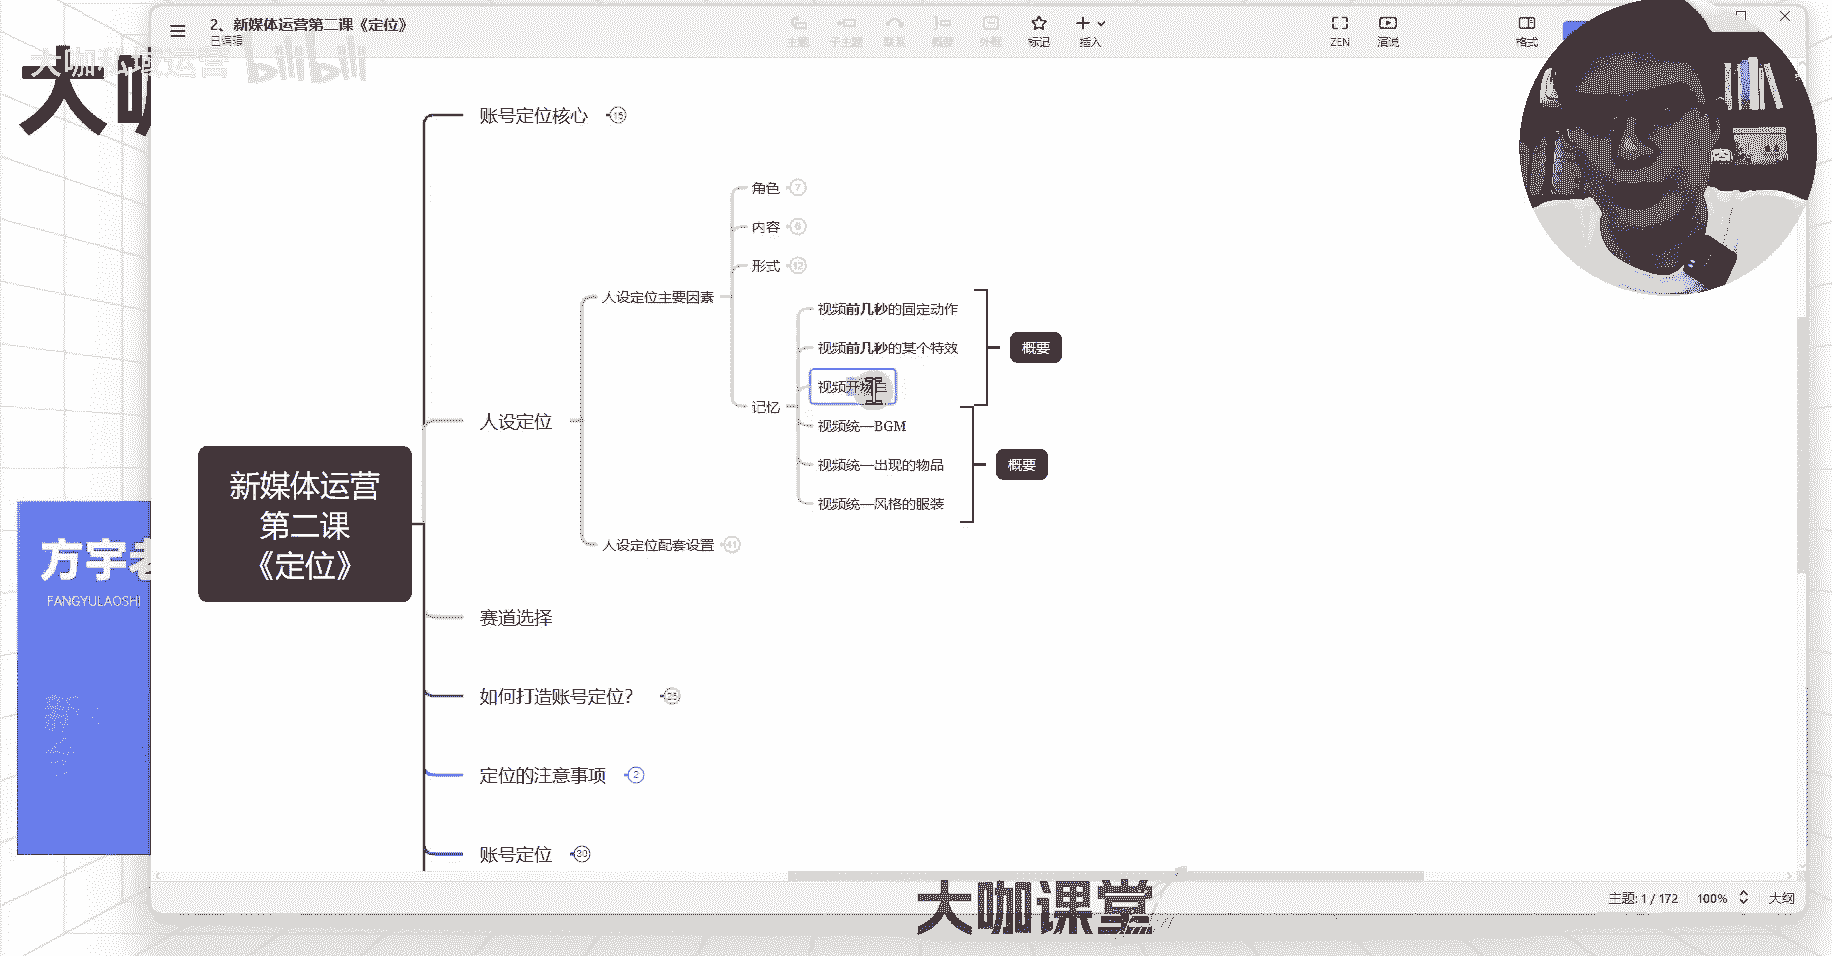 2、新媒体运营第二课《定位》
已编辑
主题
子主题
联系
概要
外框
标记
插入
ZEN
演说
格式
大咖私域运营
bilibili
大咖
账号定位核心
角色 7
内容 6
形式 12
人设定位主要因素
视频前几秒的固定动作
视频前几秒的某个特效
概要
记忆
视频统一BGM
视频统一出现的物品
概要
视频统一风格的服装
人设定位
新媒体运营
第二课
《定位》
人设定位配套设置 41
方宇老
FANGYULAOSHI
赛道选择
如何打造账号定位?
定位的注意事项 2
账号定位 30
主题: 1 / 172
100%
大纲
大咖课堂